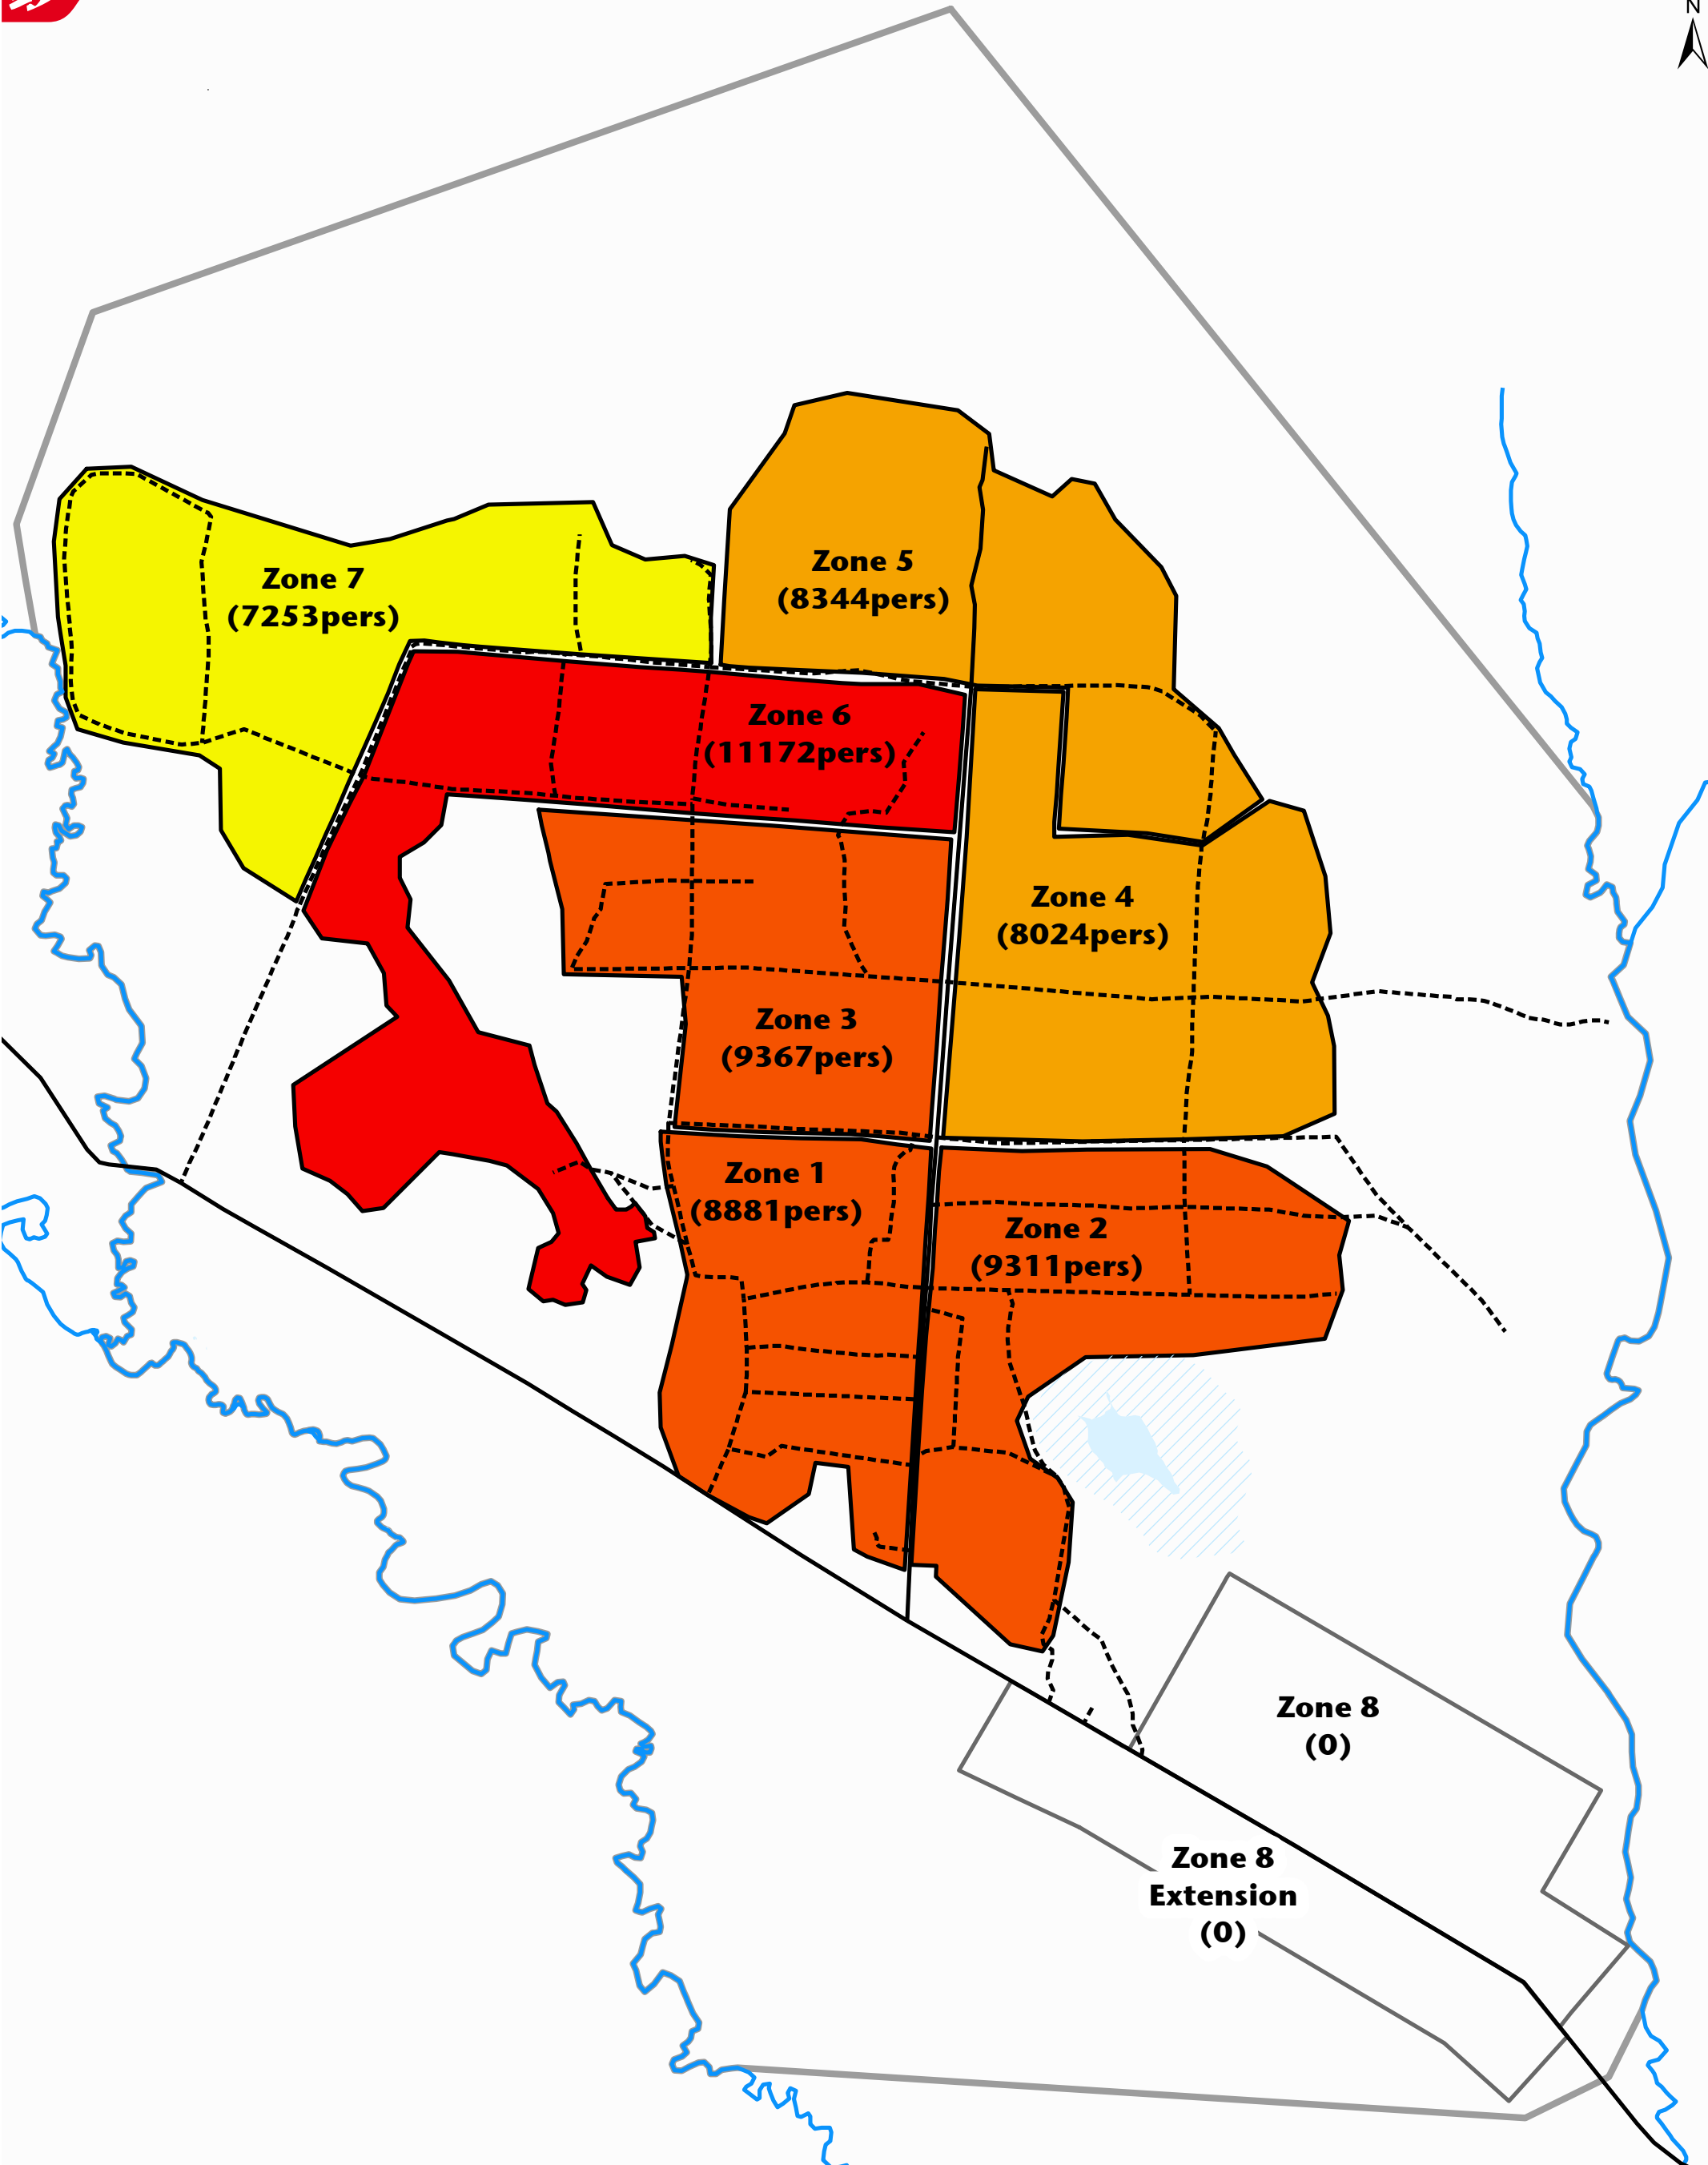 N
Zone 5
(8344pers)
Zone 7
(7253pers)
Zone 6
(11172pers)
Zone 4
(8024pers)
Zone 3
(9367pers)
Zone 1
(8881pers)
Zone 2
(9311pers)
Zone 8
(0)
Zone 8
Extension
(0)